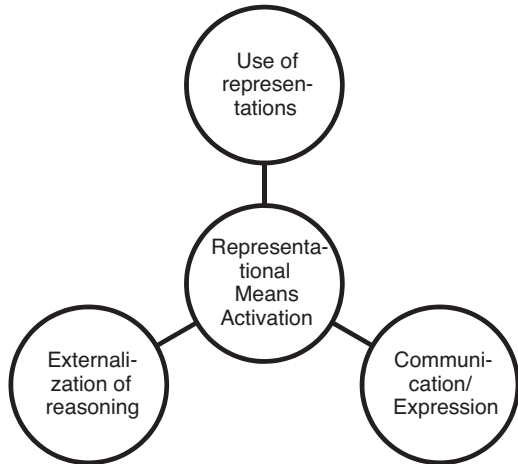 Use of
represen-
tations
Representa-
tional
Means
Activation
Externali-
zation of
reasoning
Communi-
cation/
Expression